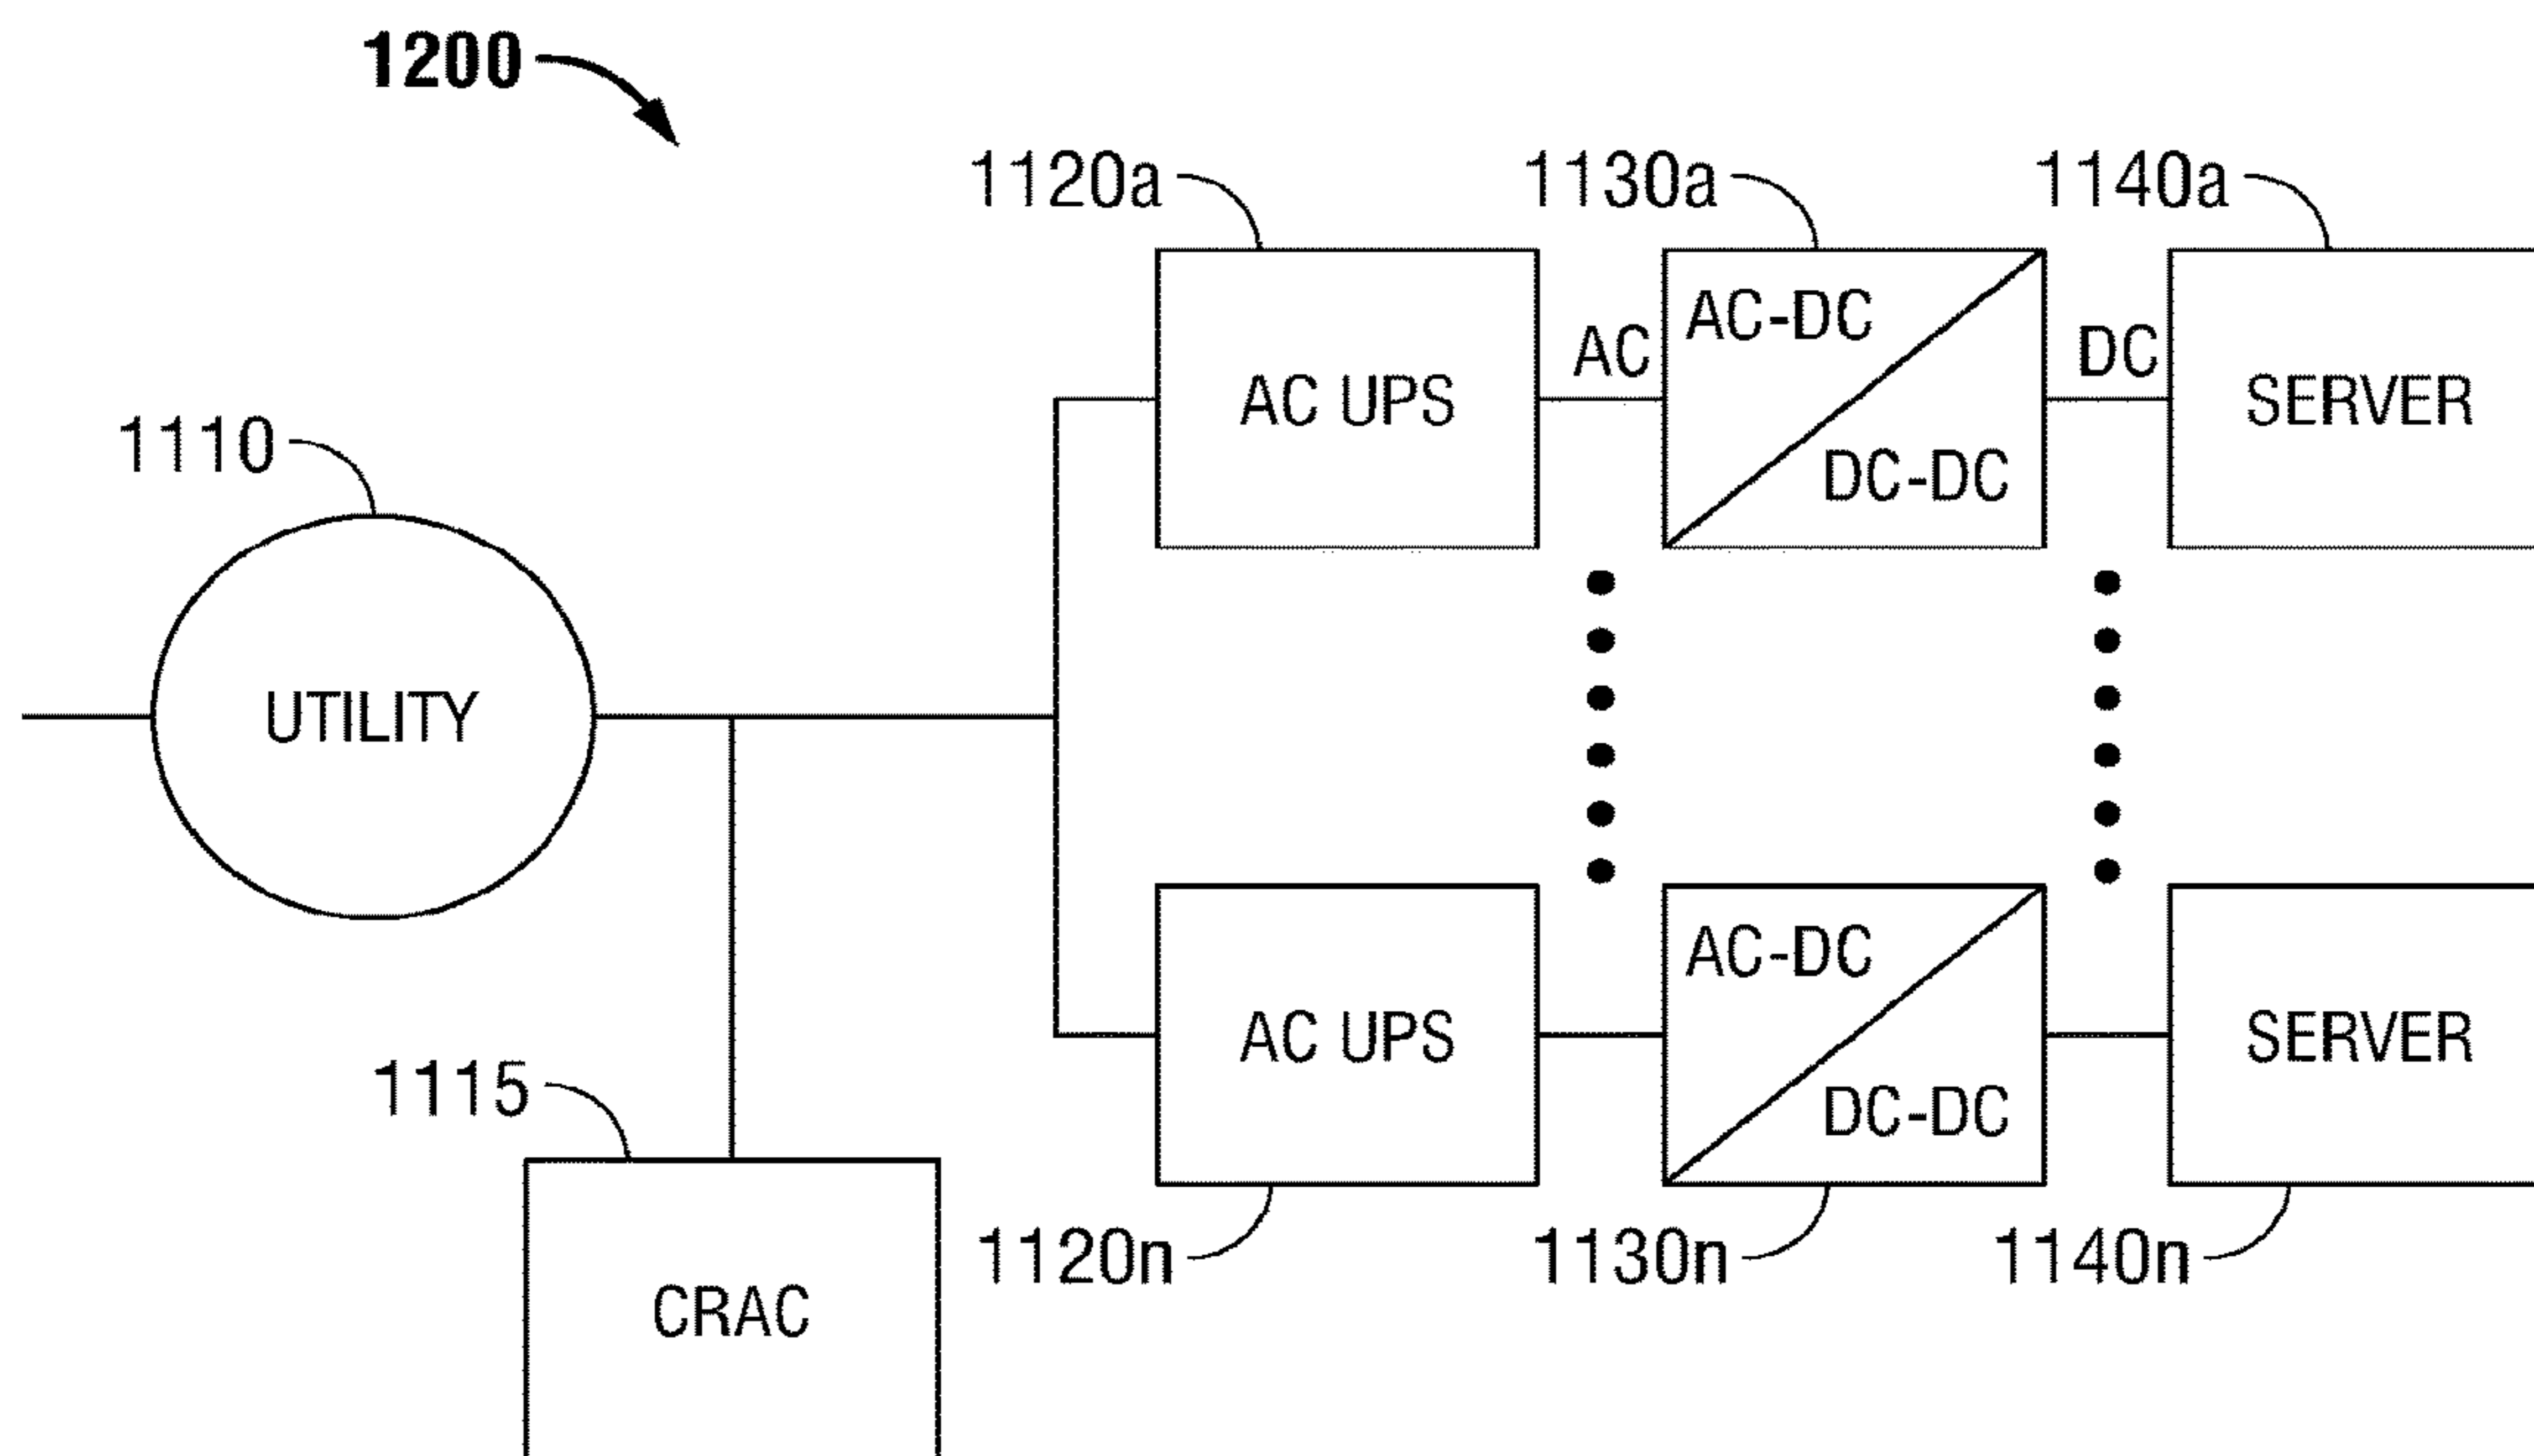 1200
1120a
1130a
1140a
AC UPS
AC
AC-DC
DC-DC
DC
SERVER
1110
UTILITY
AC UPS
AC-DC
DC-DC
SERVER
1115
1120n
1130n
1140n
CRAC